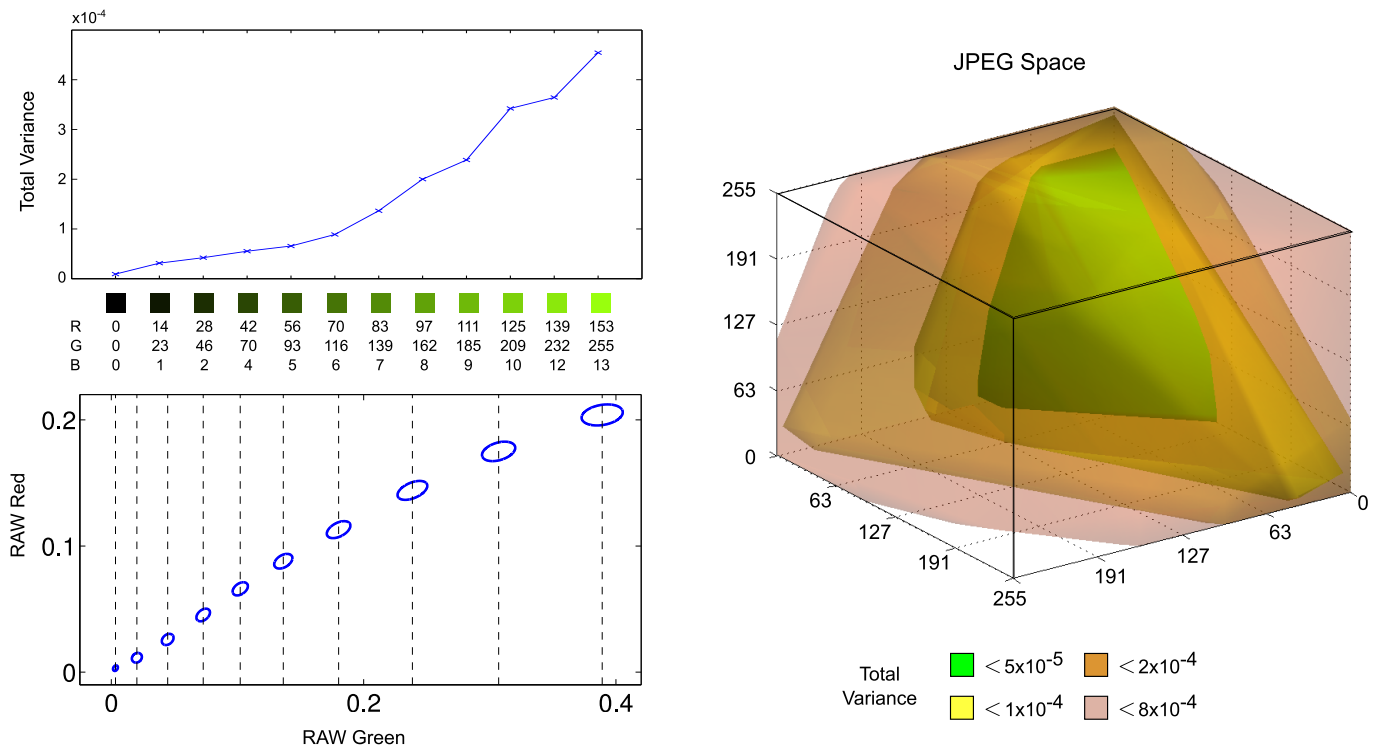 x10-4
4
3
2
1
0
Total Variance
R 0 14 28 42 56 70 83 97 111 125 139 153
G 0 23 46 70 93 116 139 162 185 209 232 255
B 0 1 2 4 5 6 7 8 9 10 12 13
0.2
0.1
0
RAW Red
0 0.2 0.4
RAW Green
JPEG Space
255
191
127
63
0
63
127
191
255
191
127
63
0
Total Variance
<5x10-5
<2x10-4
<1x10-4
<8x10-4